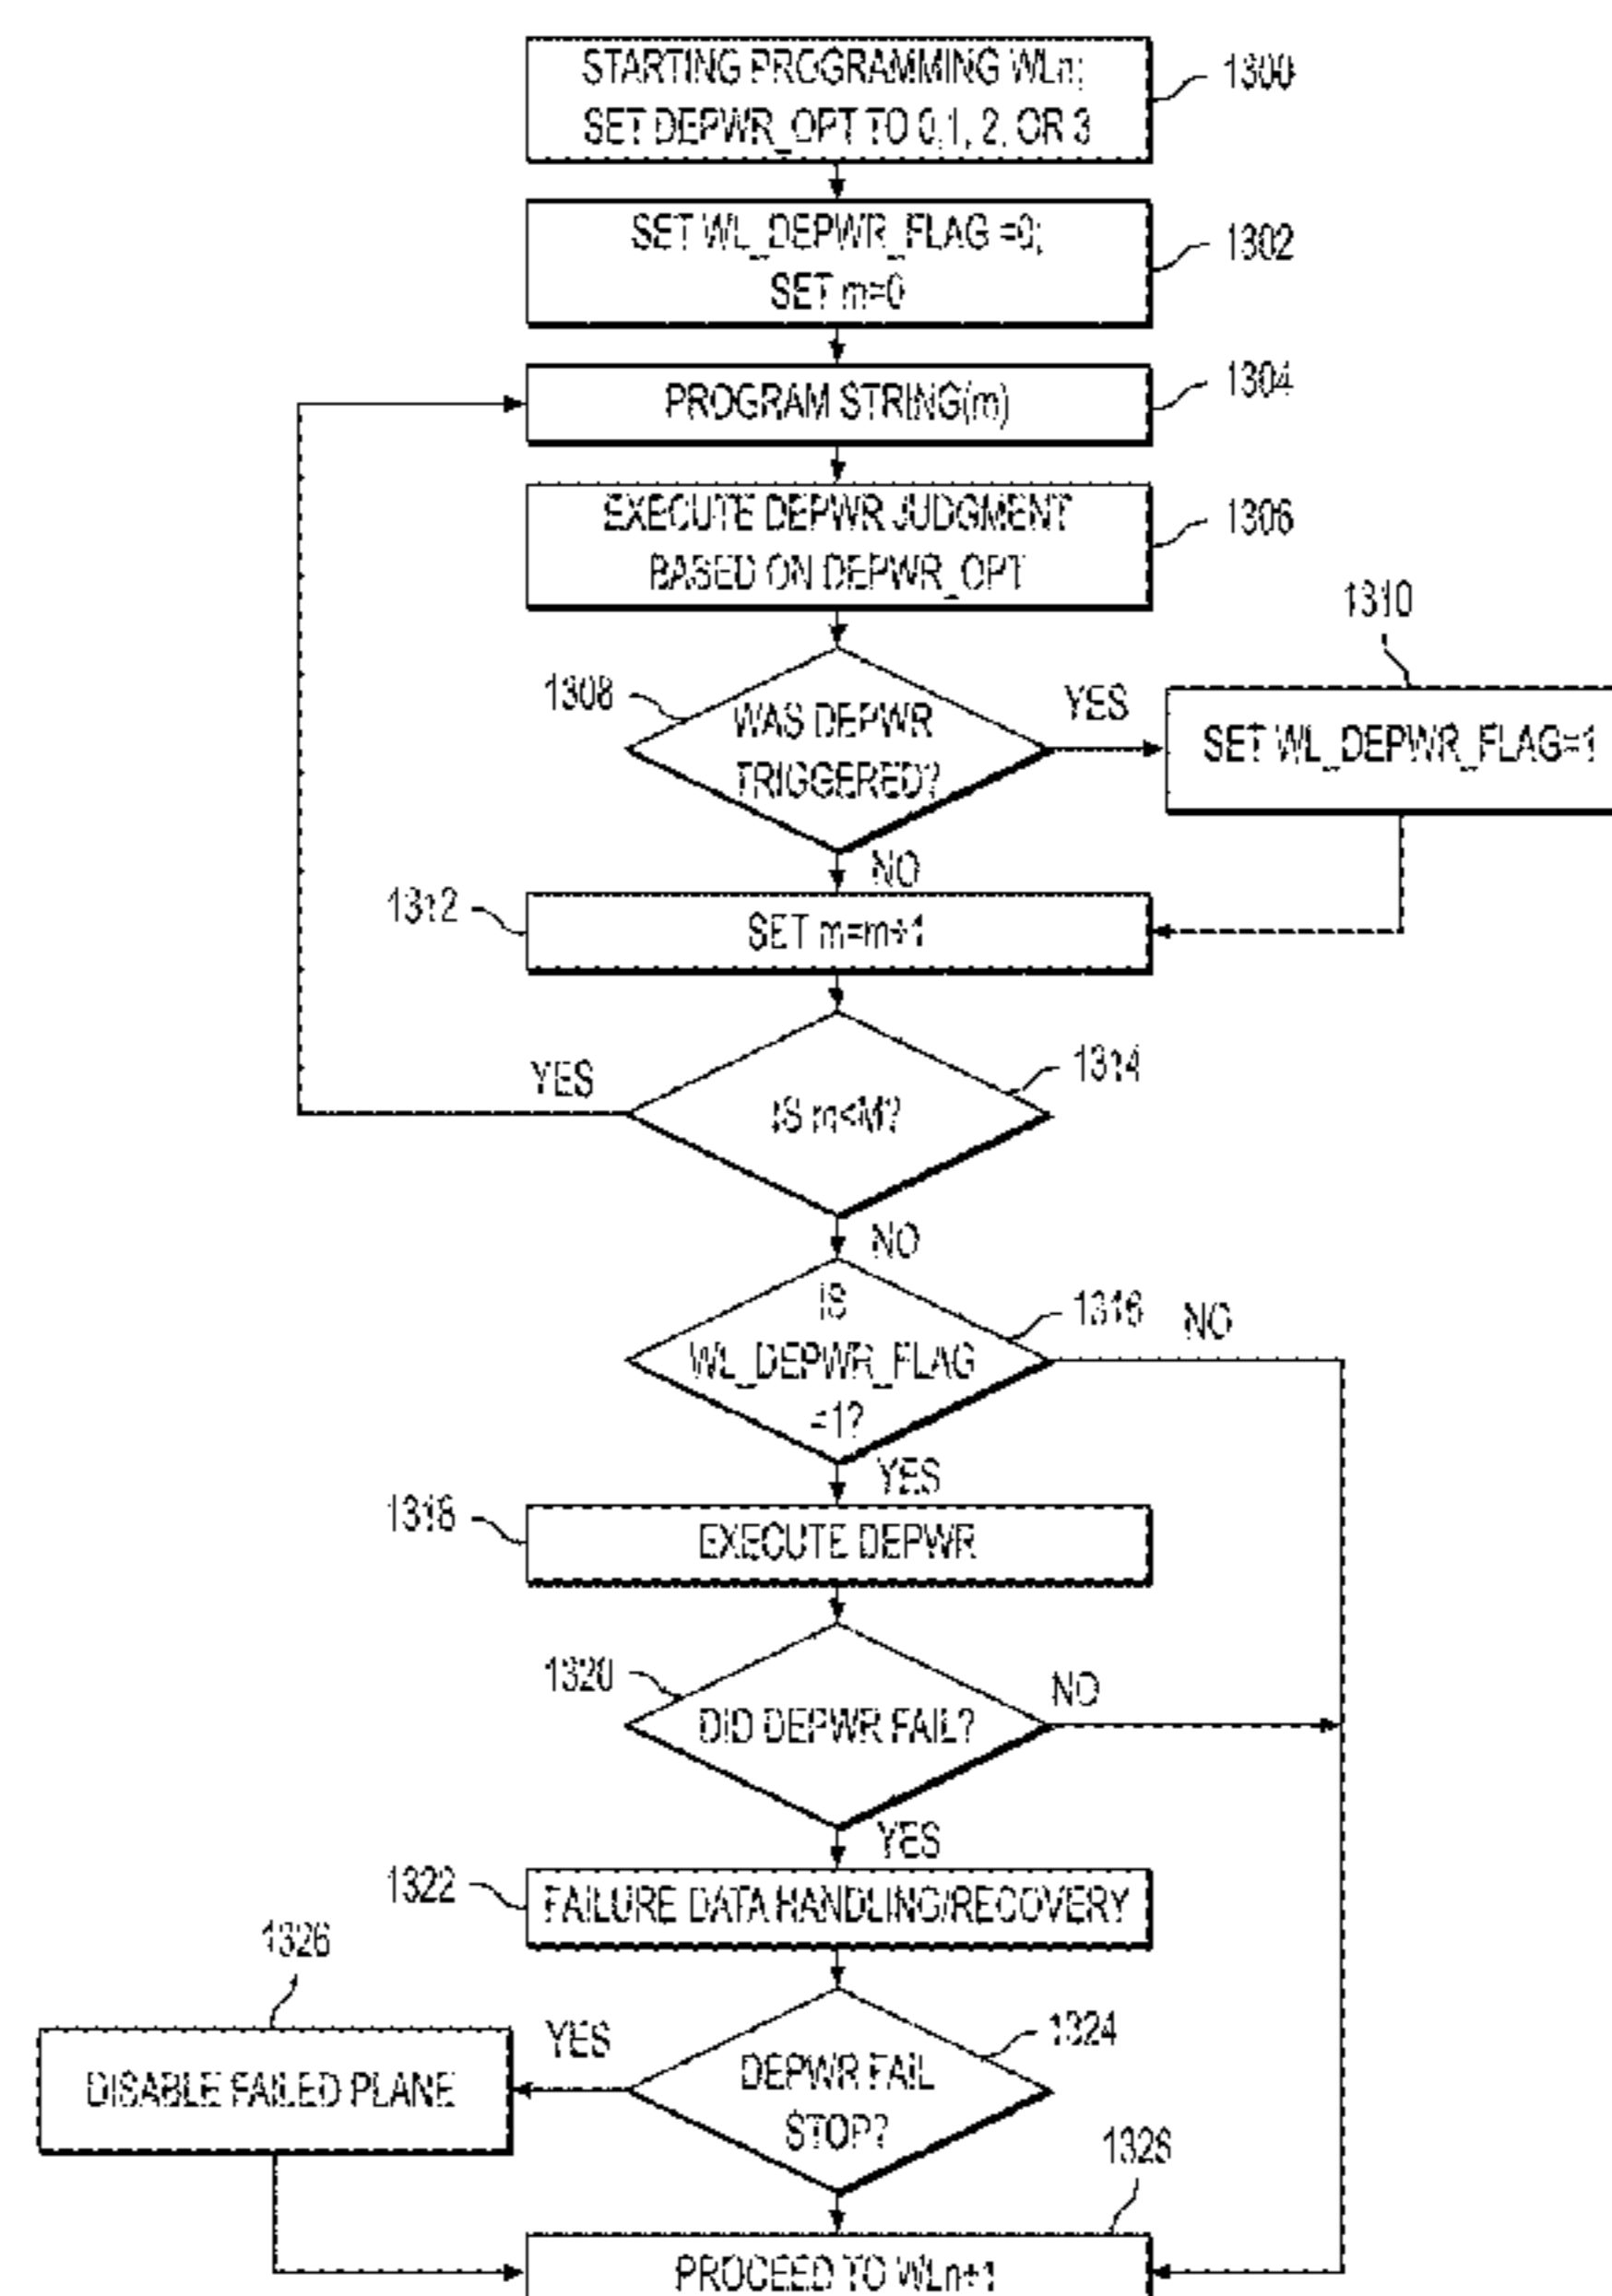 STARTING PROGRAMMING WLn;
SET DEPWR_OPT TO 0,1, 2, OR 3
1300
SET WL_DEPWR_FLAG =0;
SET m=0
1302
PROGRAM STRING(m)
1304
EXECUTE DEPWR JUDGMENT
BASED ON DEPWR_OPT
1306
1308
WAS DEPWR
TRIGGERED?
YES
1310
SET WL_DEPWR_FLAG=1
NO
1312
SET m=m+1
YES
1314
IS m<M?
NO
IS
WL_DEPWR_FLAG
=1?
1316
NO
YES
1318
EXECUTE DEPWR
1320
DID DEPWR FAIL?
NO
YES
1322
FAILURE DATA HANDLING/RECOVERY
1326
DISABLE FAILED PLANE
YES
1324
DEPWR FAIL
STOP?
1328
PROCEED TO WLn+1